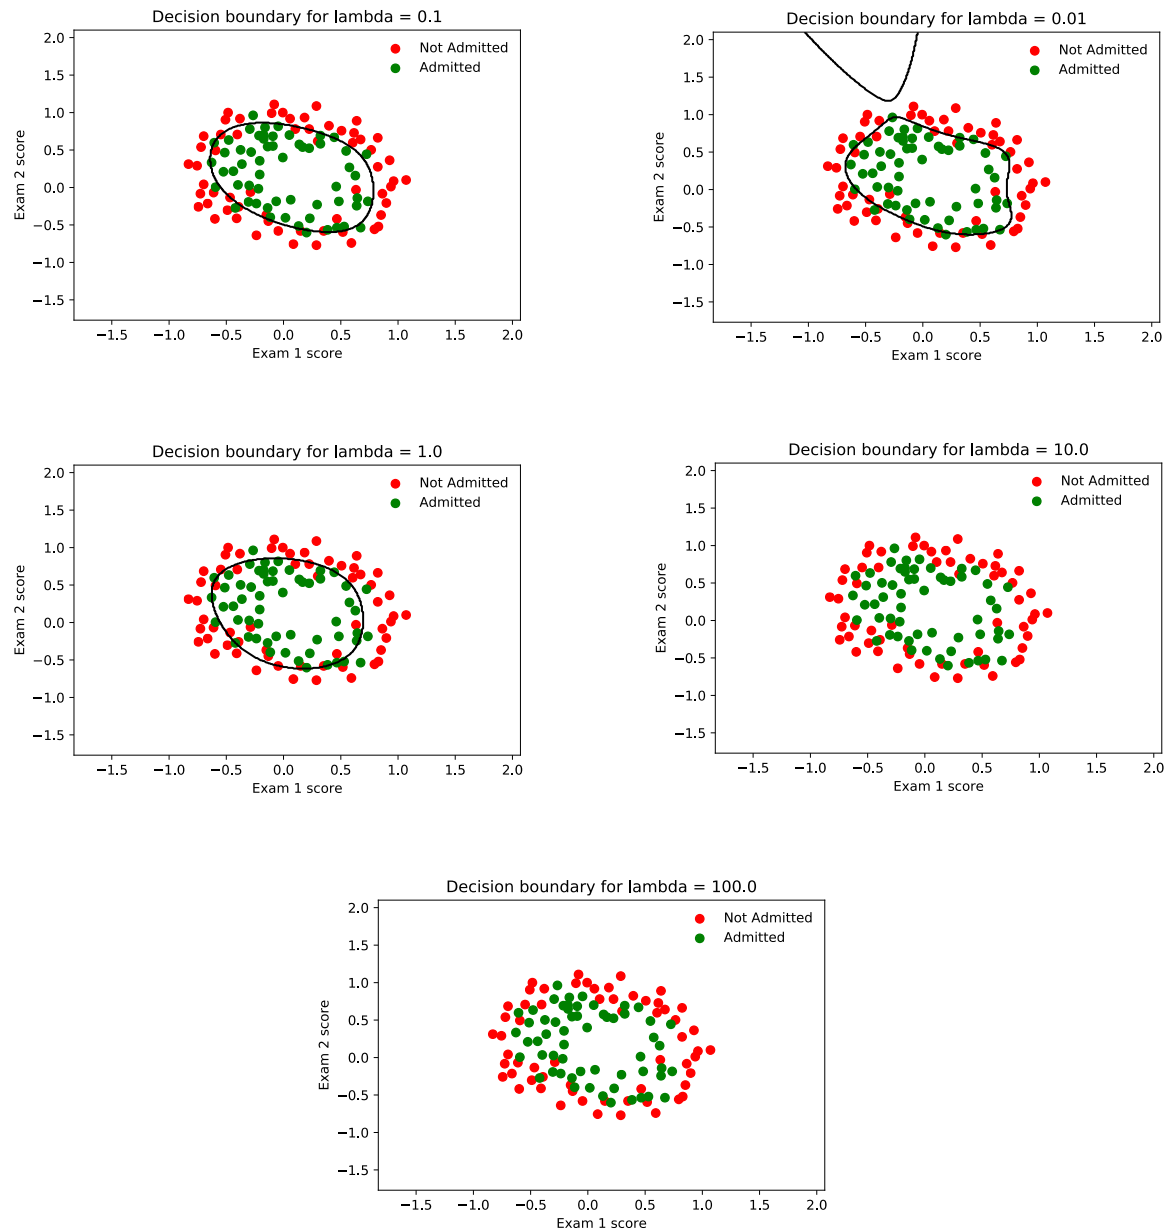 Decision boundary for lambda = 0.1
2.0
1.5
1.0
0.5
0.0
−0.5
−1.0
−1.5
Exam 2 score
Not Admitted
Admitted
−1.5 −1.0 −0.5 0.0 0.5 1.0 1.5 2.0
Exam 1 score
Decision boundary for lambda = 0.01
2.0
1.5
1.0
0.5
0.0
−0.5
−1.0
−1.5
Exam 2 score
Not Admitted
Admitted
−1.5 −1.0 −0.5 0.0 0.5 1.0 1.5 2.0
Exam 1 score
Decision boundary for lambda = 1.0
2.0
1.5
1.0
0.5
0.0
−0.5
−1.0
−1.5
Exam 2 score
Not Admitted
Admitted
−1.5 −1.0 −0.5 0.0 0.5 1.0 1.5 2.0
Exam 1 score
Decision boundary for lambda = 10.0
2.0
1.5
1.0
0.5
0.0
−0.5
−1.0
−1.5
Exam 2 score
Not Admitted
Admitted
−1.5 −1.0 −0.5 0.0 0.5 1.0 1.5 2.0
Exam 1 score
Decision boundary for lambda = 100.0
2.0
1.5
1.0
0.5
0.0
−0.5
−1.0
−1.5
Exam 2 score
Not Admitted
Admitted
−1.5 −1.0 −0.5 0.0 0.5 1.0 1.5 2.0
Exam 1 score